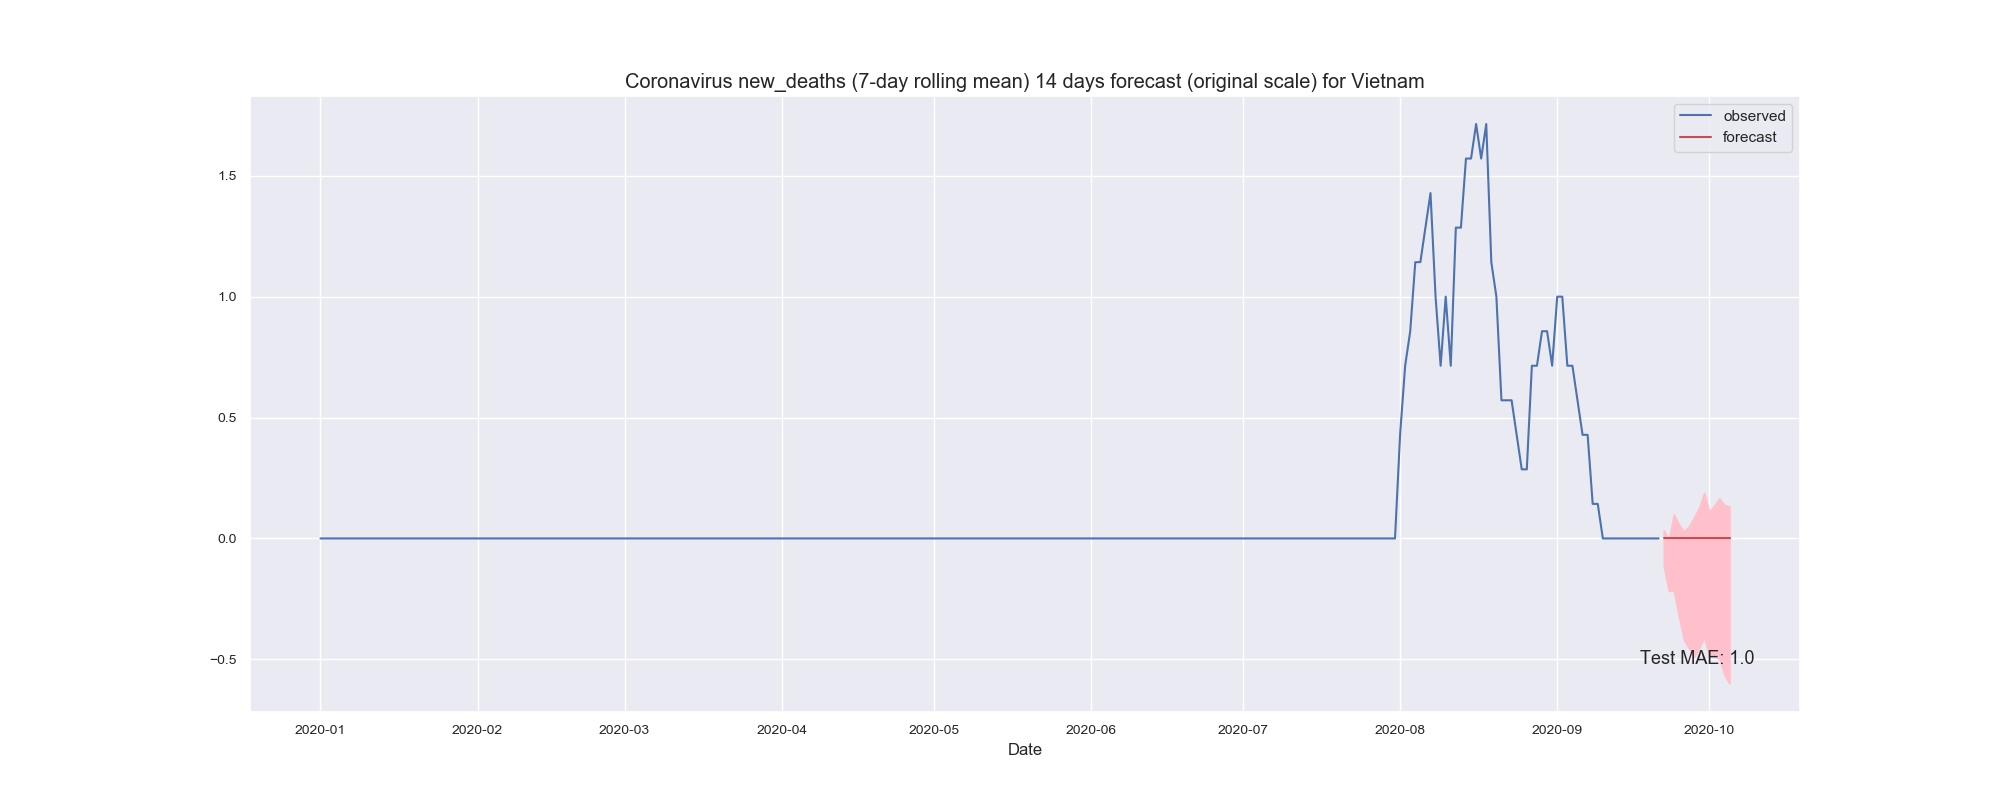 Coronavirus new_deaths (7-day rolling mean) 14 days forecast (original scale) for Vietnam
observed
forecast
1.5
1.0
0.5
0.0
−0.5
Test MAE: 1.0
2020-01 2020-02 2020-03 2020-04 2020-05 2020-06 2020-07 2020-08 2020-09 2020-10
Date